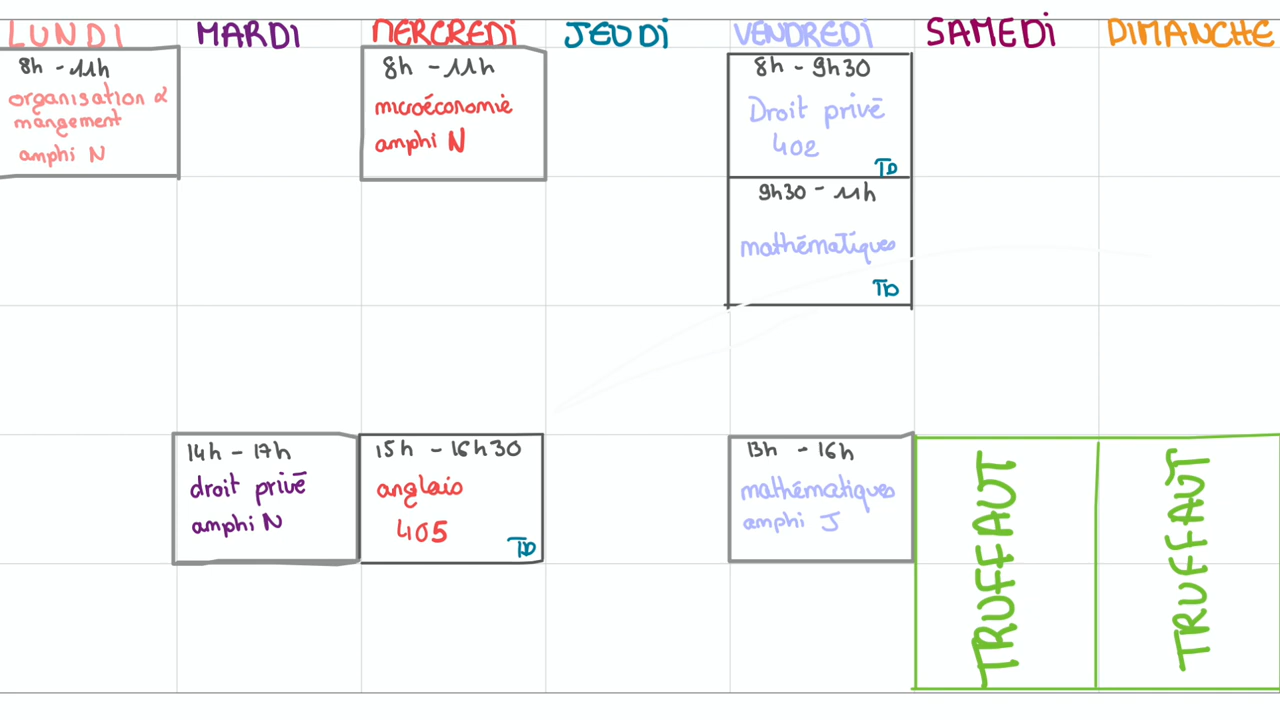 LUNDI MARDI MERCREDI JEUDI VENDREDI SAMEDI DIMANCHE
8h - 11h
organisation &
mangement
amphi N
14h - 17h
droit privé
amphi N
8h - 11h
microéconomie
amphi N
15h - 16h30
anglais
405
TD
8h - 9h30
Droit privé
402
TD
9h30 - 11h
mathématiques
TD
13h - 16h
mathématiques
amphi J
TRUFFAUT
TRUFFAUT